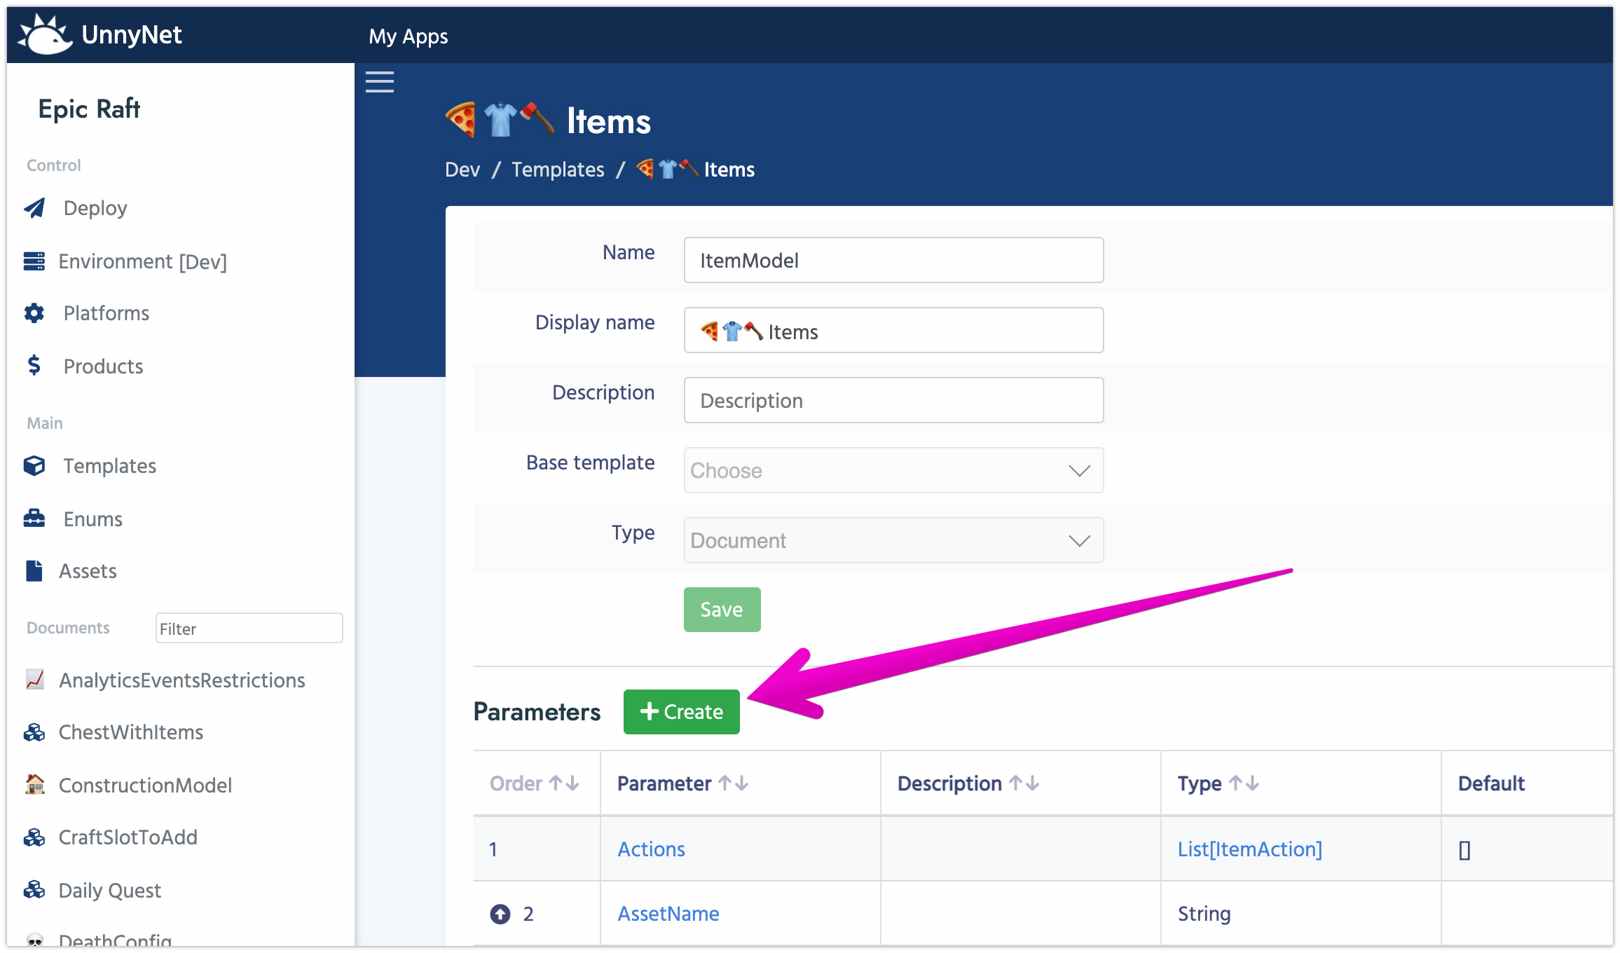 UnnyNet
My Apps
Epic Raft
Control
Deploy
Environment [Dev]
Platforms
Products
Main
Templates
Enums
Assets
Documents
Filter
AnalyticsEventsRestrictions
ChestWithItems
ConstructionModel
CraftSlotToAdd
Daily Quest
DeathConfig
Items
Dev / Templates / Items
Name ItemModel
Display name Items
Description Description
Base template Choose
Type Document
Save
Parameters + Create
Order Parameter Description Type Default
1 Actions List[ItemAction] []
2 AssetName String